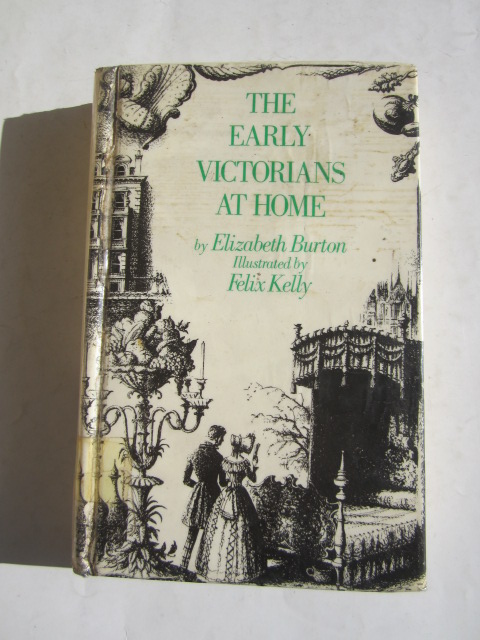 THE
EARLY
VICTORIANS
AT HOME
by Elizabeth Burton
Illustrated by
Felix Kelly